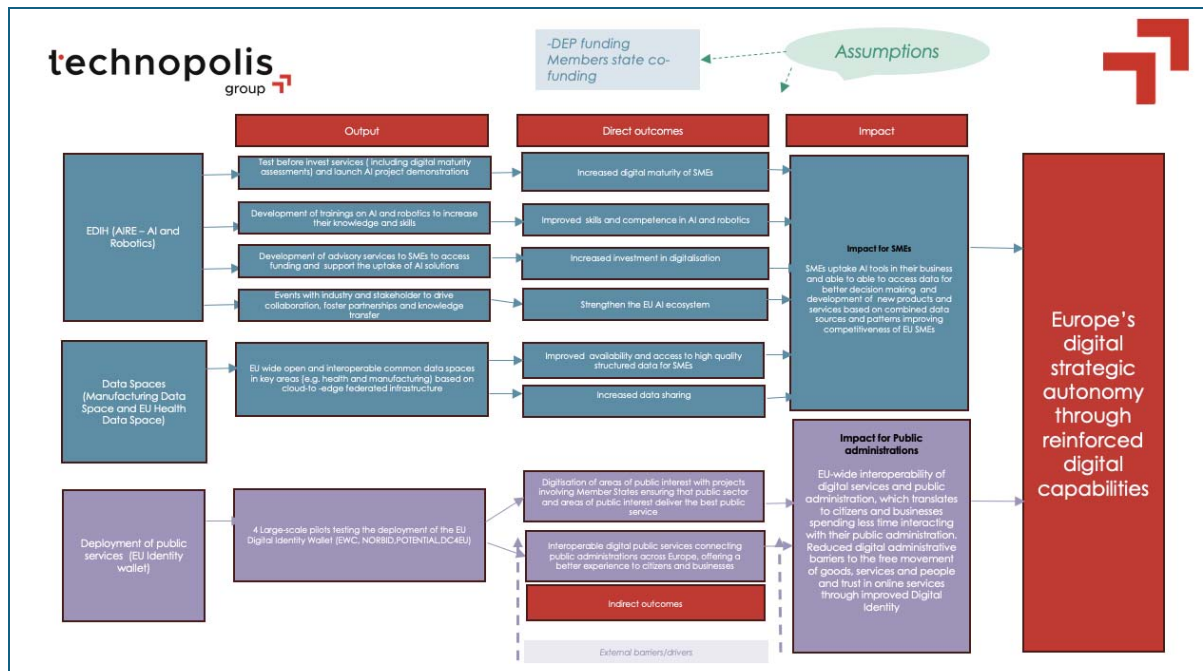 technopolis
group
-DEP funding
Members state co-
funding
Assumptions
Output
Direct outcomes
Impact
EDIH (AIRE – AI and
Robotics)
Test before invest services ( including digital maturity
assessments) and launch AI project demonstrations
Increased digital maturity of SMEs
Development of trainings on AI and robotics to increase
their knowledge and skills
Improved skills and competence in AI and robotics
Development of advisory services to SMEs to access
funding and support the uptake of AI solutions
Increased investment in digitalisation
Events with industry and stakeholder to drive
collaboration, foster partnerships and knowledge
transfer
Strengthen the EU AI ecosystem
Impact for SMEs
SMEs uptake AI tools in their business
and able to able to access data for
better decision making and
development of new products and
services based on combined data
sources and patterns improving
competitiveness of EU SMEs
Data Spaces
(Manufacturing Data
Space and EU Health
Data Space)
EU wide open and interoperable common data spaces
in key areas (e.g. health and manufacturing) based on
cloud-to -edge federated infrastructure
Improved availability and access to high quality
structured data for SMEs
Increased data sharing
Deployment of
public services (EU Identity
wallet)
4 Large-scale pilots testing the deployment of the EU
Digital Identity Wallet (EWC, NORBID,POTENTIAL,DC4EU)
Digitisation of areas of public interest with projects
involving Member States ensuring that public sector
and areas of public interest deliver the best public
service
Interoperable digital public services connecting
public administrations across Europe, offering a
better experience to citizens and businesses
Indirect outcomes
External barriers/drivers
Impact for Public
administrations
EU-wide interoperability of
digital services and public
administration, which translates
to citizens and businesses
spending less time interacting
with their public administration.
Reduced digital administrative
barriers to the free movement
of goods, services and people
and trust in online services
through improved Digital
Identity
Europe's
digital
strategic
autonomy
through
reinforced
digital
capabilities